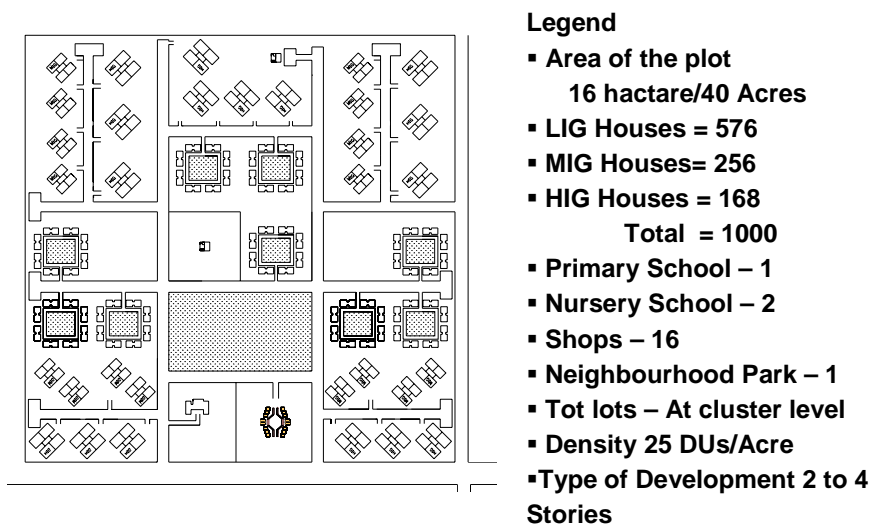 Legend
▪ Area of the plot
16 hactare/40 Acres
▪ LIG Houses = 576
▪ MIG Houses= 256
▪ HIG Houses = 168
Total = 1000
▪ Primary School – 1
▪ Nursery School – 2
▪ Shops – 16
▪ Neighbourhood Park – 1
▪ Tot lots – At cluster level
▪ Density 25 DUs/Acre
▪Type of Development 2 to 4
Stories